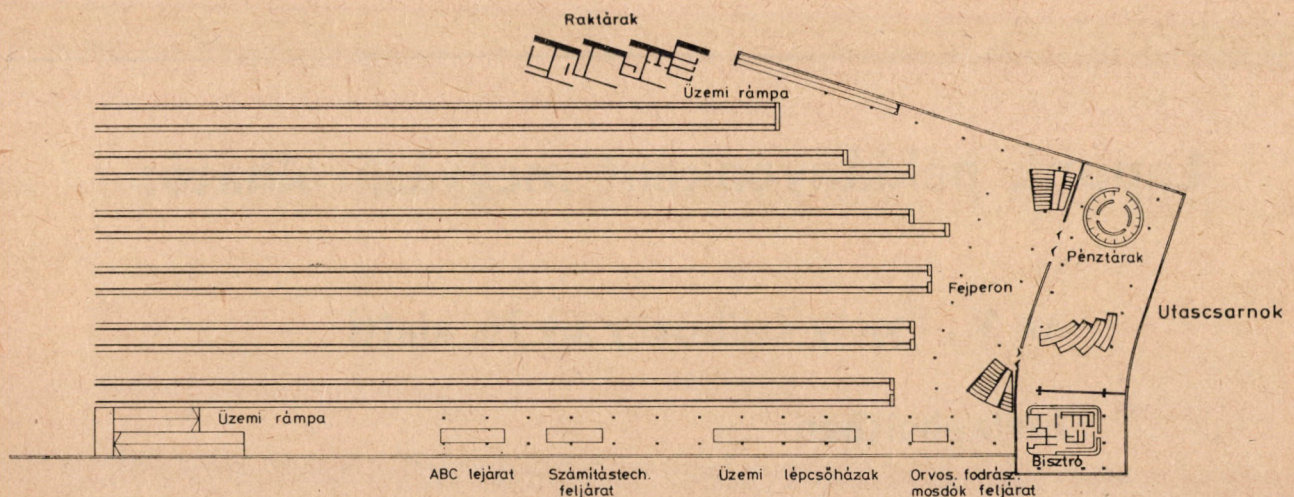 Raktárak
Üzemi rámpa
Pénztárak
Fejperon
Utascsarnok
Üzemi rámpa
Bisztró
ABC lejárat
Számítástech.
feljárat
Üzemi lépcsőházak
Orvos. fodrász.
mosdók feljárat